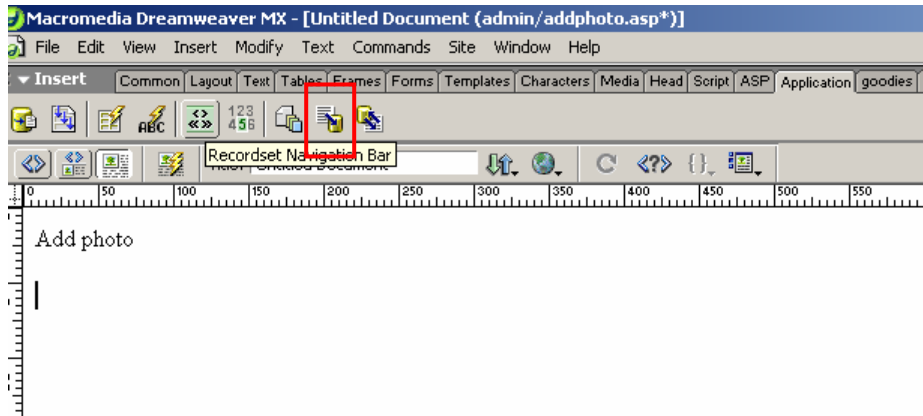 Macromedia Dreamweaver MX - [Untitled Document (admin/addphoto.asp*)]
File Edit View Insert Modify Text Commands Site Window Help
Insert Common Layout Text Tables Frames Forms Templates Characters Media Head Script ASP Application goodies
ABC 123 456
Recordset Navigation Bar Untitled Document
0 50 100 150 200 250 300 350 400 450 500 550
Add photo